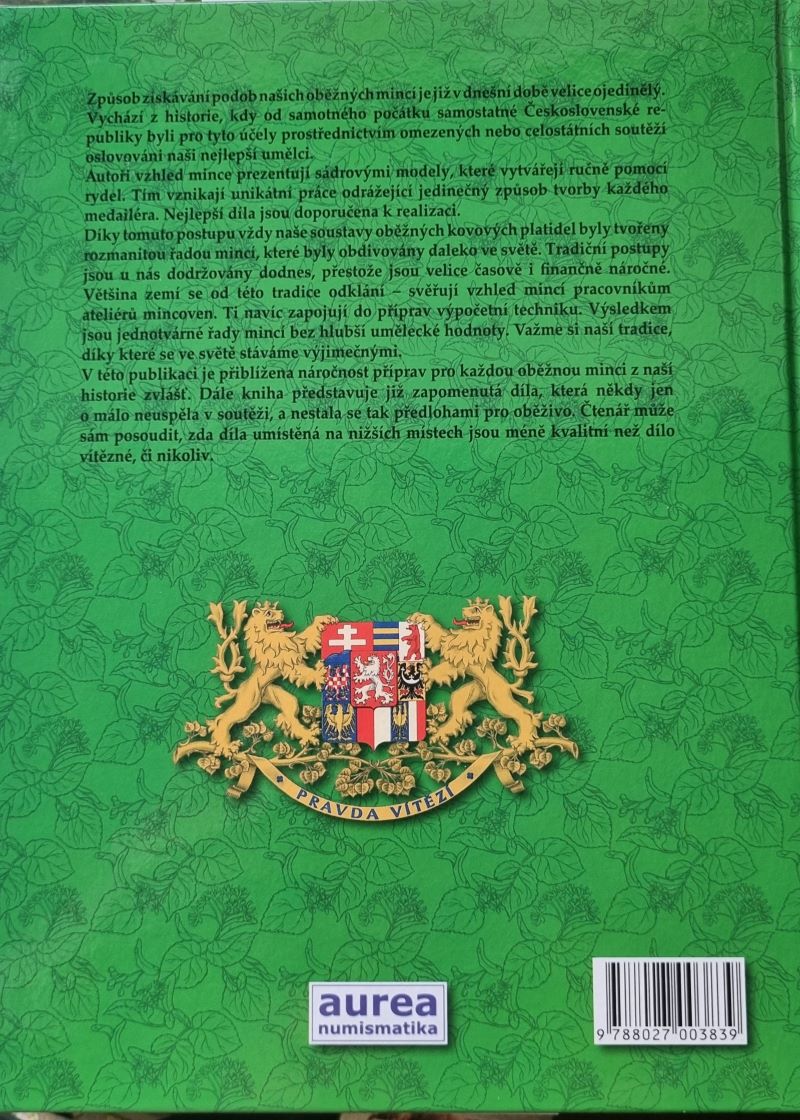 Způsob získávání podob našich oběžných mincí je již v dnešní době velice ojedinělý.
Vychází z historie, kdy od samotného počátku samostatné Československé re-
publiky byli pro tyto účely prostřednictvím omezených nebo celostátních soutěží
oslovováni naši nejlepší umělci.
Autoři vzhled mince prezentují sádrovými modely, které vytvářejí ručně pomocí
rydel. Tím vznikají unikátní práce odrážející jedinečný způsob tvorby každého
medailéra. Nejlepší díla jsou doporučena k realizaci.
Díky tomuto postupu vždy naše soustavy oběžných kovových platidel byly tvořeny
rozmanitou řadou mincí, které byly obdivovány daleko ve světě. Tradiční postupy
jsou u nás dodržovány dodnes, přestože jsou velice časově i finančně náročné.
Většina zemí se od této tradice odklání – svěřují vzhled mincí pracovníkům
ateliérů mincoven. Ti navíc zapojují do příprav výpočetní techniku. Výsledkem
jsou jednotvárné řady mincí bez hlubší umělecké hodnoty. Važme si naší tradice,
díky které se ve světě stáváme výjimečnými.
V této publikaci je přiblížena náročnost příprav pro každou oběžnou minci z naší
historie zvlášť. Dále kniha představuje již zapomenutá díla, která někdy jen
o málo neuspěla v soutěži, a nestala se tak předlohami pro oběživo. Čtenář může
sám posoudit, zda díla umístěná na nižších místech jsou méně kvalitní než dílo
vítězné, či nikoliv.
PRAVDA VÍTĚZÍ
aurea
numismatika
9 788027 003839